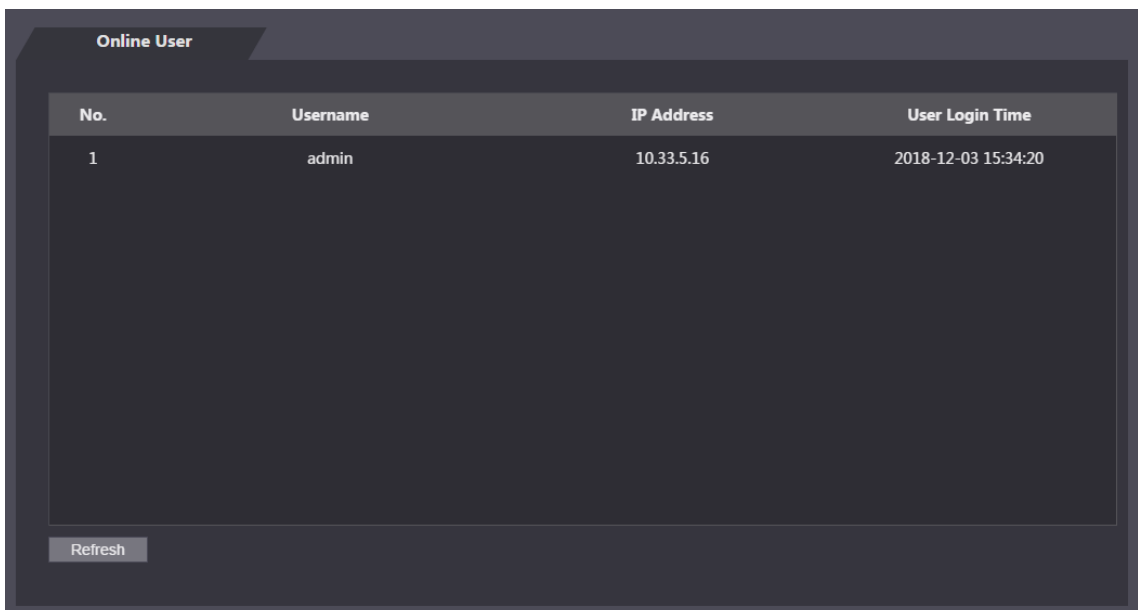 Online User
No. Username IP Address User Login Time
1 admin 10.33.5.16 2018-12-03 15:34:20
Refresh